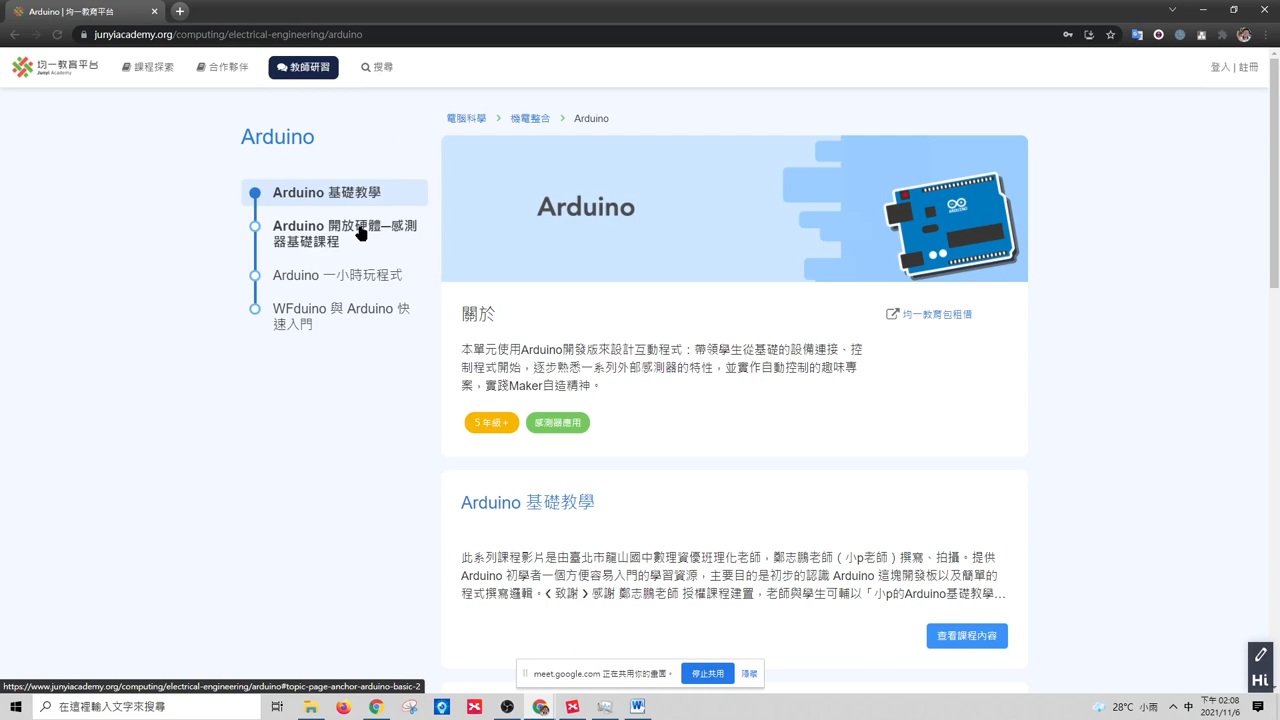 Arduino | 均一教育平台
junyiacademy.org/computing/electrical-engineering/arduino
均一教育平台
Junyi Academy
課程探索
合作夥伴
教師研習
搜尋
登入 | 註冊
Arduino
Arduino 基礎教學
Arduino 開放硬體—感測
器基礎課程
Arduino 一小時玩程式
WFduino 與 Arduino 快
速入門
電腦科學 > 機電整合 > Arduino
Arduino
ARDUINO
關於
均一教育包租借
本單元使用Arduino開發版來設計互動程式：帶領學生從基礎的設備連接、控
制程式開始，逐步熟悉一系列外部感測器的特性，並實作自動控制的趣味專
案，實踐Maker自造精神。
5 年級+
感測器應用
Arduino 基礎教學
此系列課程影片是由臺北市龍山國中數理資優班理化老師，鄭志鵬老師（小p老師）撰寫、拍攝。提供
Arduino 初學者一個方便容易入門的學習資源，主要目的是初步的認識 Arduino 這塊開發板以及簡單的
程式撰寫邏輯。《 致謝 》感謝 鄭志鵬老師 授權課程建置，老師與學生可輔以「小p的Arduino基礎教學…
查看課程內容
meet.google.com 正在共用你的畫面。
停止共用
隱藏
Hi
https://www.junyiacademy.org/computing/electrical-engineering/arduino#topic-page-anchor-arduino-basic-2
在這裡輸入文字來搜尋
28°C 小雨
中
下午 02:08
2021/11/6